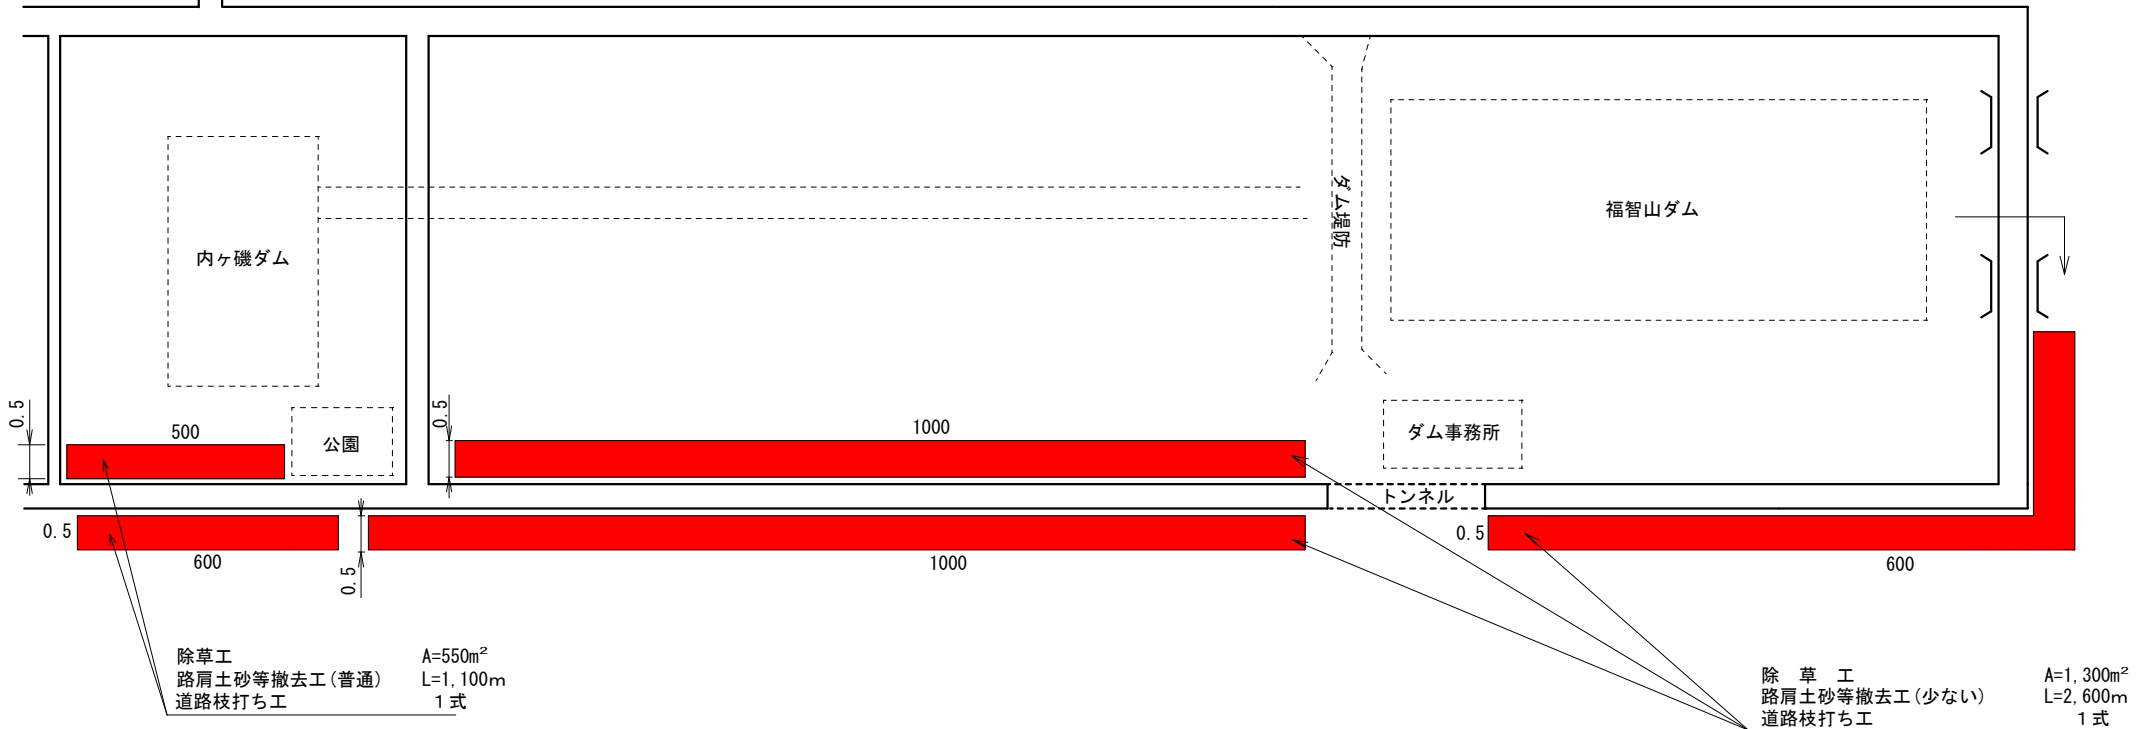 内ヶ磯ダム
ダム堤防
福智山ダム
0.5
500
公園
0.5
1000
ダム事務所
トンネル
0.5
600
0.5
1000
0.5
600
除草工 A=550m²
路肩土砂等撤去工(普通) L=1,100m
道路枝打ち工 1式
除 草 工 A=1,300m²
路肩土砂等撤去工(少ない) L=2,600m
道路枝打ち工 1式